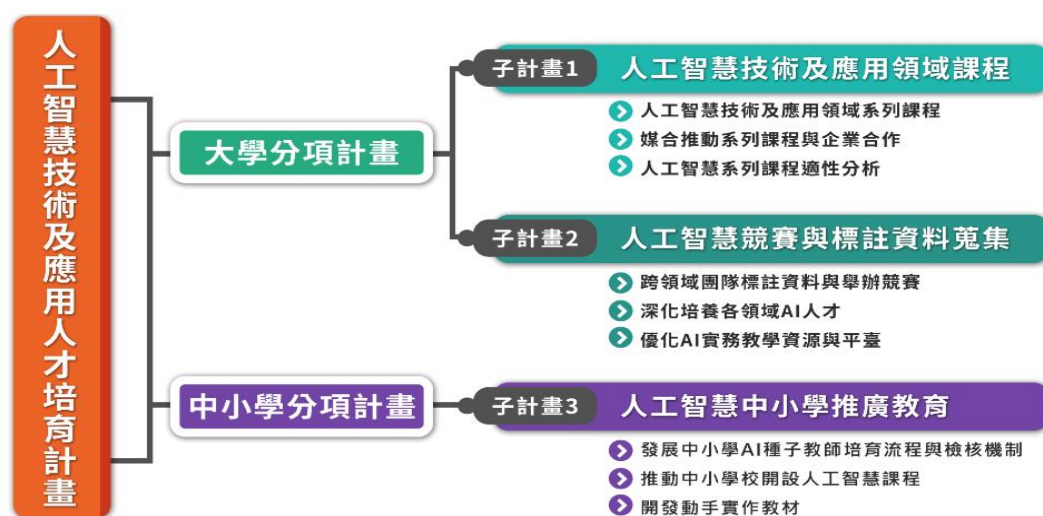 人工智慧技術及應用人才培育計畫
大學分項計畫
子計畫1 人工智慧技術及應用領域課程
人工智慧技術及應用領域系列課程
媒合推動系列課程與企業合作
人工智慧系列課程適性分析
子計畫2 人工智慧競賽與標註資料蒐集
跨領域團隊標註資料與舉辦競賽
深化培養各領域AI人才
優化AI實務教學資源與平臺
中小學分項計畫
子計畫3 人工智慧中小學推廣教育
發展中小學AI種子教師培育流程與檢核機制
推動中小學校開設人工智慧課程
開發動手實作教材